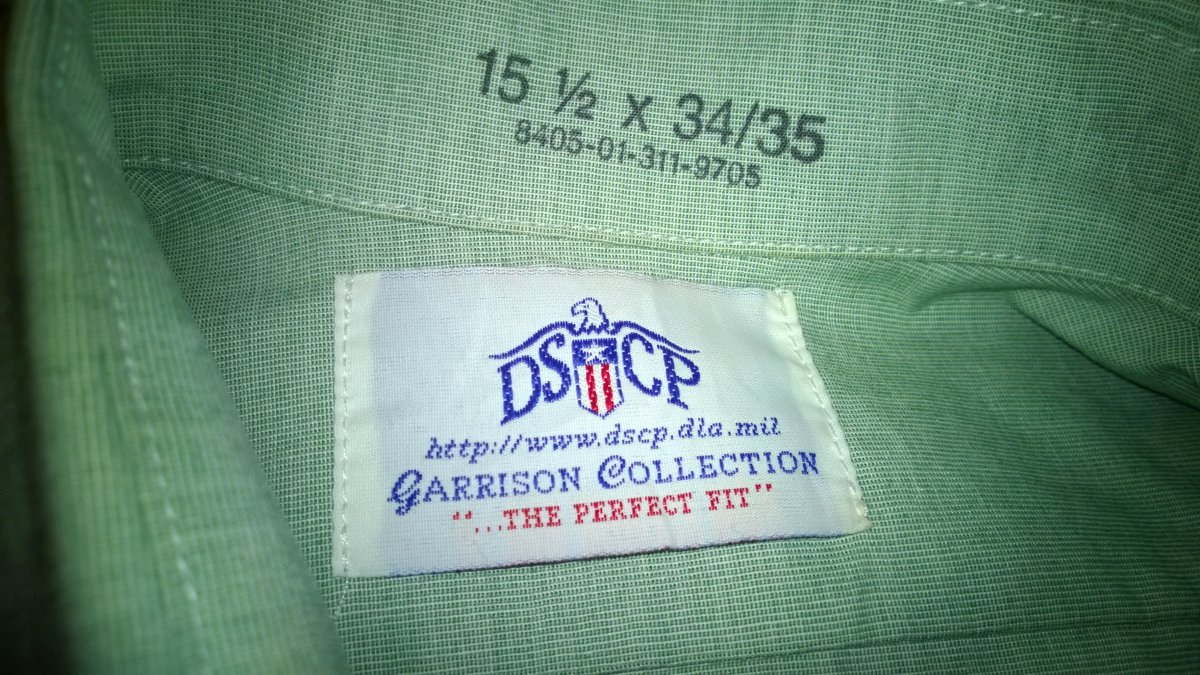 15 ½ x 34/35
8405-01-311-9705
DSCP
http://www.dscp.dla.mil
GARRISON COLLECTION
"...THE PERFECT FIT"